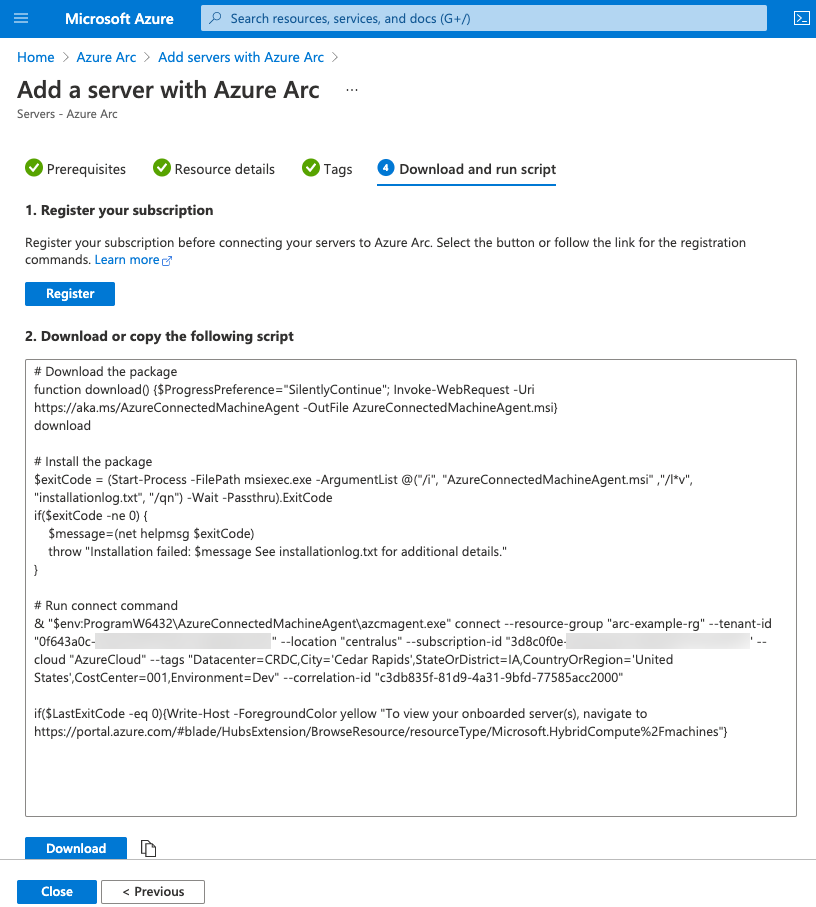 Microsoft Azure
Search resources, services, and docs (G+/)
Home > Azure Arc > Add servers with Azure Arc >
Add a server with Azure Arc ...
Servers - Azure Arc
Prerequisites
Resource details
Tags
4 Download and run script
1. Register your subscription
Register your subscription before connecting your servers to Azure Arc. Select the button or follow the link for the registration
commands. Learn more
Register
2. Download or copy the following script
# Download the package
function download() {$ProgressPreference="SilentlyContinue"; Invoke-WebRequest -Uri
https://aka.ms/AzureConnectedMachineAgent -OutFile AzureConnectedMachineAgent.msi}
download
# Install the package
$exitCode = (Start-Process -FilePath msiexec.exe -ArgumentList @("/i", "AzureConnectedMachineAgent.msi" ,"/l*v",
"installationlog.txt", "/qn") -Wait -Passthru).ExitCode
if($exitCode -ne 0) {
$message=(net helpmsg $exitCode)
throw "Installation failed: $message See installationlog.txt for additional details."
}
# Run connect command
& "$env:ProgramW6432\AzureConnectedMachineAgent\azcmagent.exe" connect --resource-group "arc-example-rg" --tenant-id
"0f643a0c- " --location "centralus" --subscription-id "3d8c0f0e- " --
cloud "AzureCloud" --tags "Datacenter=CRDC,City='Cedar Rapids',StateOrDistrict=IA,CountryOrRegion='United
States',CostCenter=001,Environment=Dev" --correlation-id "c3db835f-81d9-4a31-9bfd-77585acc2000"
if($LastExitCode -eq 0){Write-Host -ForegroundColor yellow "To view your onboarded server(s), navigate to
https://portal.azure.com/#blade/HubsExtension/BrowseResource/resourceType/Microsoft.HybridCompute%2Fmachines"}
Download
Close
< Previous